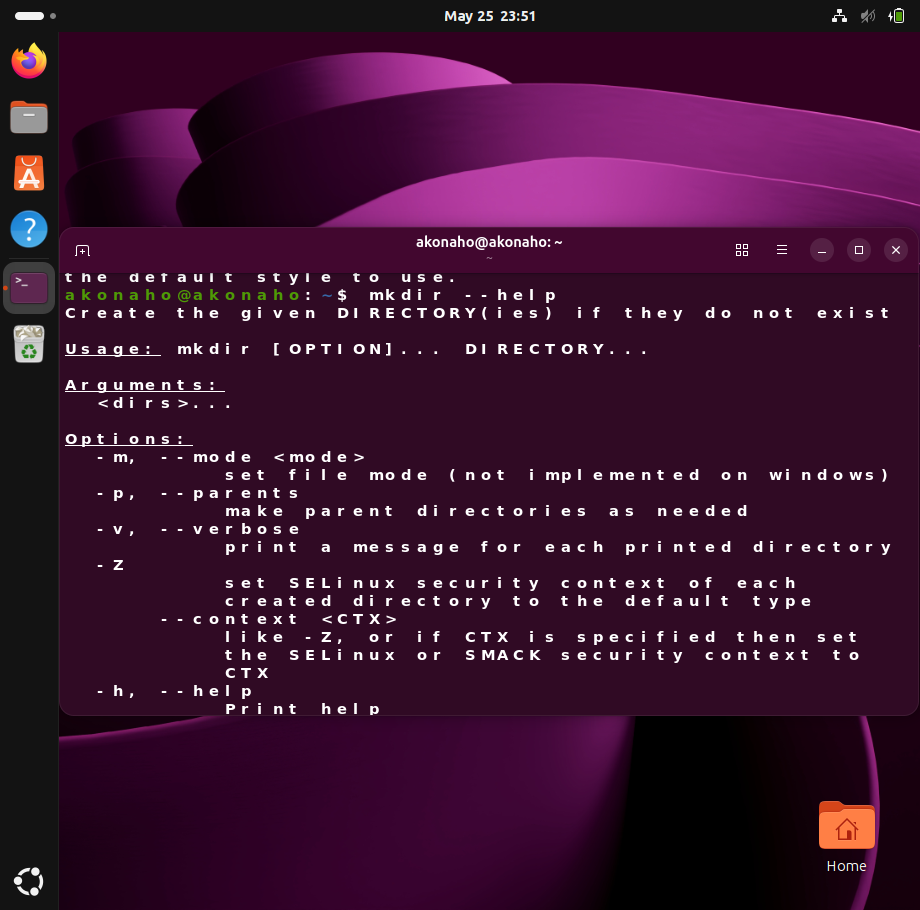 May 25 23:51
akonaho@akonaho: ~
~
the default style to use.
akonaho@akonaho:~$ mkdir --help
Create the given DIRECTORY(ies) if they do not exist
Usage: mkdir [OPTION]... DIRECTORY...
Arguments:
<dirs>...
Options:
-m, --mode <mode>
set file mode (not implemented on windows)
-p, --parents
make parent directories as needed
-v, --verbose
print a message for each printed directory
-Z
set SELinux security context of each
created directory to the default type
--context <CTX>
like -Z, or if CTX is specified then set
the SELinux or SMACK security context to
CTX
-h, --help
Print help
Home